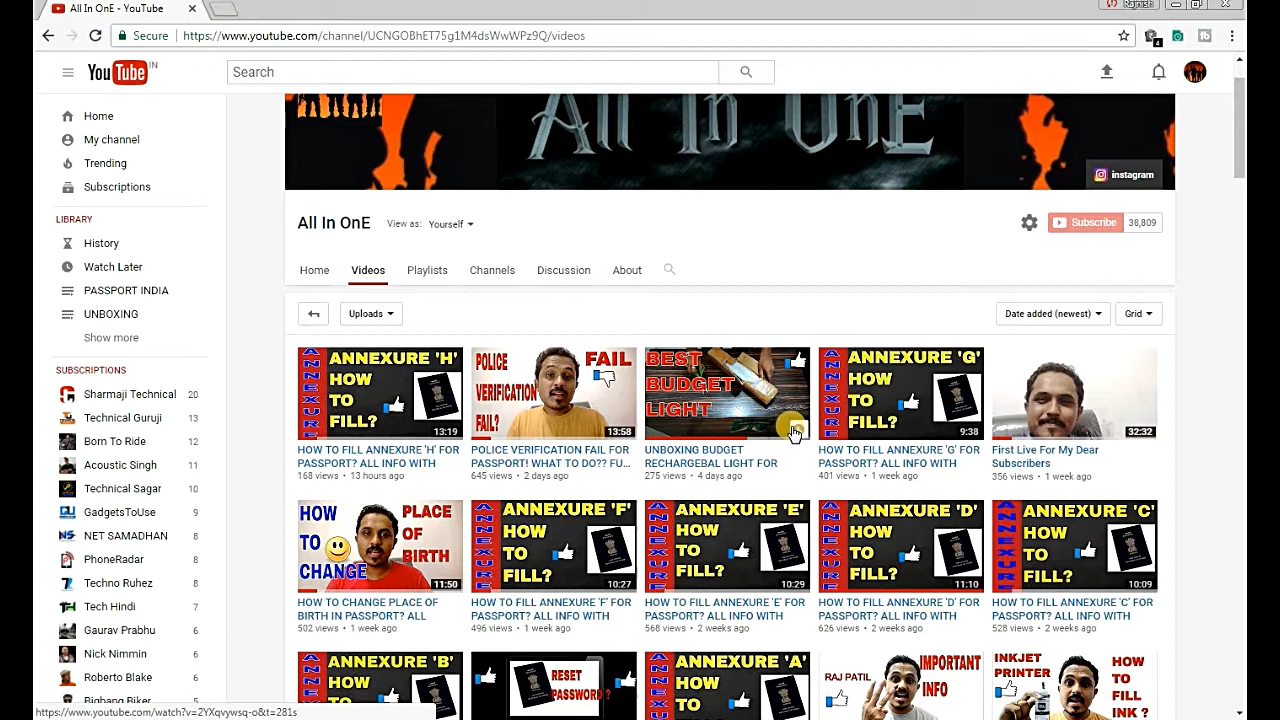 All In OnE - YouTube
Rajnish
Secure
https://www.youtube.com/channel/UCNGOBhET75g1M4dsWwWPz9Q/videos
4
YouTube IN
Search
All In OnE
instagram
Home
My channel
Trending
Subscriptions
LIBRARY
History
Watch Later
PASSPORT INDIA
UNBOXING
Show more
SUBSCRIPTIONS
Sharmaji Technical 20
Technical Guruji 13
Born To Ride 12
Acoustic Singh 11
Technical Sagar 10
GadgetsToUse 9
NET SAMADHAN 8
PhoneRadar 8
Techno Ruhez 8
Tech Hindi 7
Gaurav Prabhu 6
Nick Nimmin 6
Roberto Blake 6
All In OnE
View as: Yourself
Subscribe 38,809
Home Videos Playlists Channels Discussion About
Uploads
Date added (newest)
Grid
ANNEXURE
ANNEXURE 'H'
HOW
TO
FILL?
13:19
HOW TO FILL ANNEXURE 'H' FOR
PASSPORT? ALL INFO WITH
168 views • 13 hours ago
POLICE
VERIFICATION
FAIL?
FAIL
13:58
POLICE VERIFICATION FAIL FOR
PASSPORT! WHAT TO DO?? FU...
645 views • 2 days ago
BEST
BUDGET
LIGHT
UNBOXING BUDGET
RECHARGEBAL LIGHT FOR
275 views • 4 days ago
ANNEXURE
ANNEXURE 'G'
HOW
TO
FILL?
9:38
HOW TO FILL ANNEXURE 'G' FOR
PASSPORT? ALL INFO WITH
401 views • 1 week ago
32:32
First Live For My Dear
Subscribers
356 views • 1 week ago
HOW
TO
CHANGE
PLACE
OF
BIRTH
11:50
HOW TO CHANGE PLACE OF
BIRTH IN PASSPORT? ALL
502 views • 1 week ago
ANNEXURE
ANNEXURE 'F'
HOW
TO
FILL?
10:27
HOW TO FILL ANNEXURE 'F' FOR
PASSPORT? ALL INFO WITH
496 views • 1 week ago
ANNEXURE
ANNEXURE 'E'
HOW
TO
FILL?
10:29
HOW TO FILL ANNEXURE 'E' FOR
PASSPORT? ALL INFO WITH
568 views • 2 weeks ago
ANNEXURE
ANNEXURE 'D'
HOW
TO
FILL?
11:10
HOW TO FILL ANNEXURE 'D' FOR
PASSPORT? ALL INFO WITH
626 views • 2 weeks ago
ANNEXURE
ANNEXURE 'C'
HOW
TO
FILL?
10:09
HOW TO FILL ANNEXURE 'C' FOR
PASSPORT? ALL INFO WITH
528 views • 2 weeks ago
ANNEXURE 'B'
HOW
TO
RESET
PASSWORD ?
ANNEXURE 'A'
HOW
TO
RAJ PATIL
IMPORTANT
INFO
INKJET
PRINTER
HOW
TO
FILL
INK ?
https://www.youtube.com/watch?v=2YXqvywsq-o&t=281s